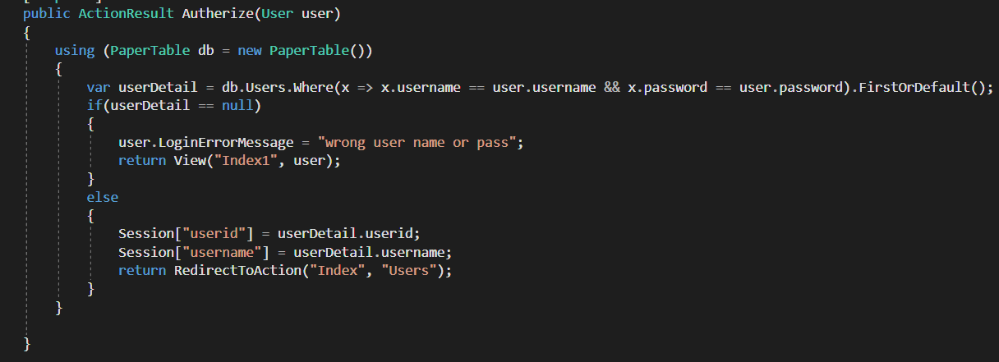 public ActionResult Autherize(User user)
{
using (PaperTable db = new PaperTable())
{
var userDetail = db.Users.Where(x => x.username == user.username && x.password == user.password).FirstOrDefault();
if(userDetail == null)
{
user.LoginErrorMessage = "wrong user name or pass";
return View("Index1", user);
}
else
{
Session["userid"] = userDetail.userid;
Session["username"] = userDetail.username;
return RedirectToAction("Index", "Users");
}
}
}